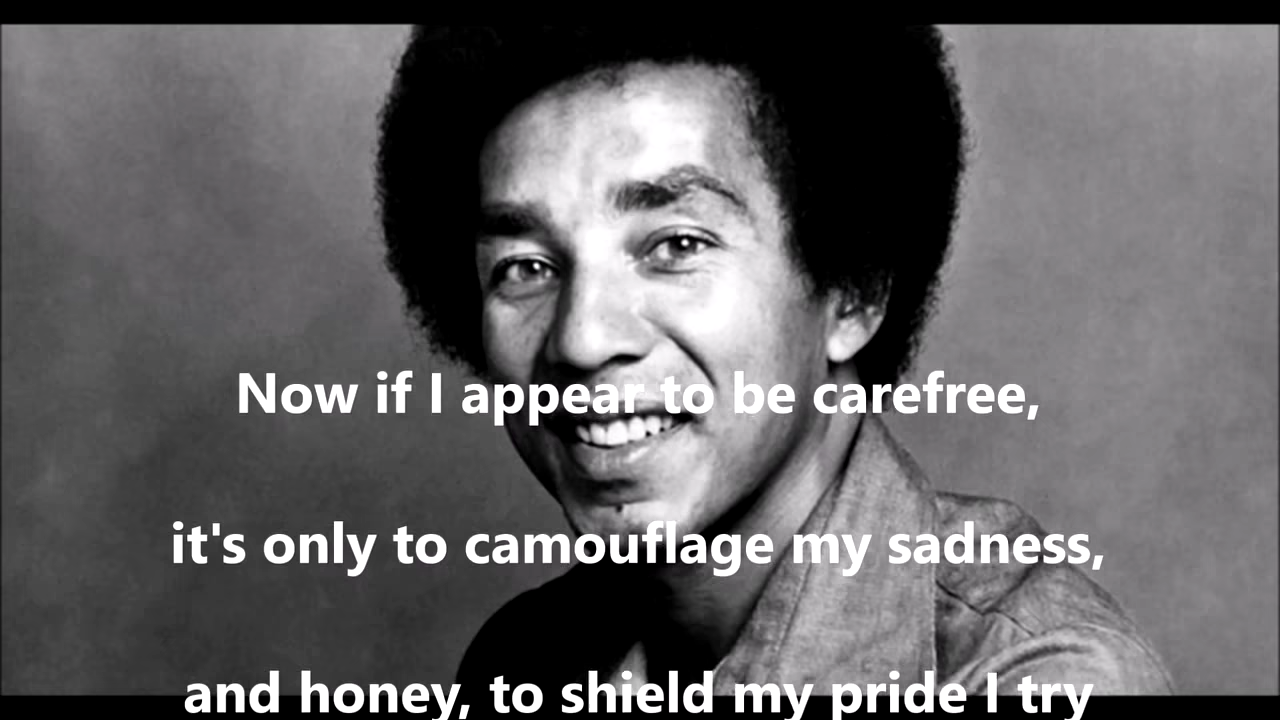 Now if I appear to be carefree,
it's only to camouflage my sadness,
and honey, to shield my pride I try